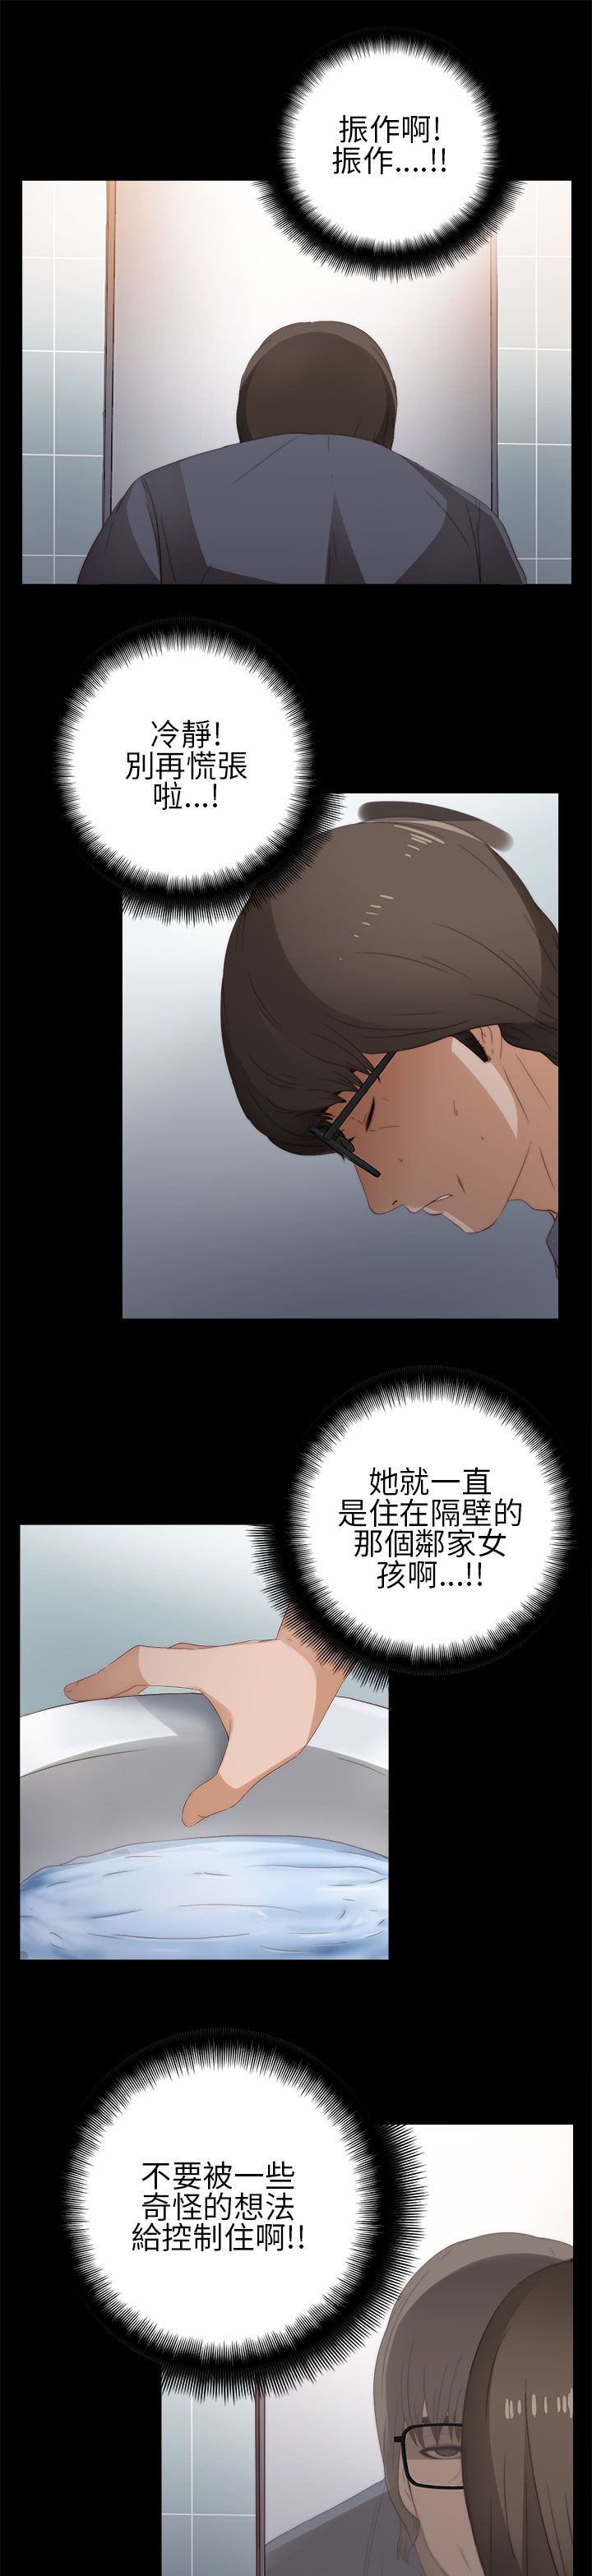 振作啊!
振作....!!
冷靜!
別再慌張
啦...!
她就一直
是住在隔壁的
那個鄰家女
孩啊...!!
不要被一些
奇怪的想法
給控制住啊!!